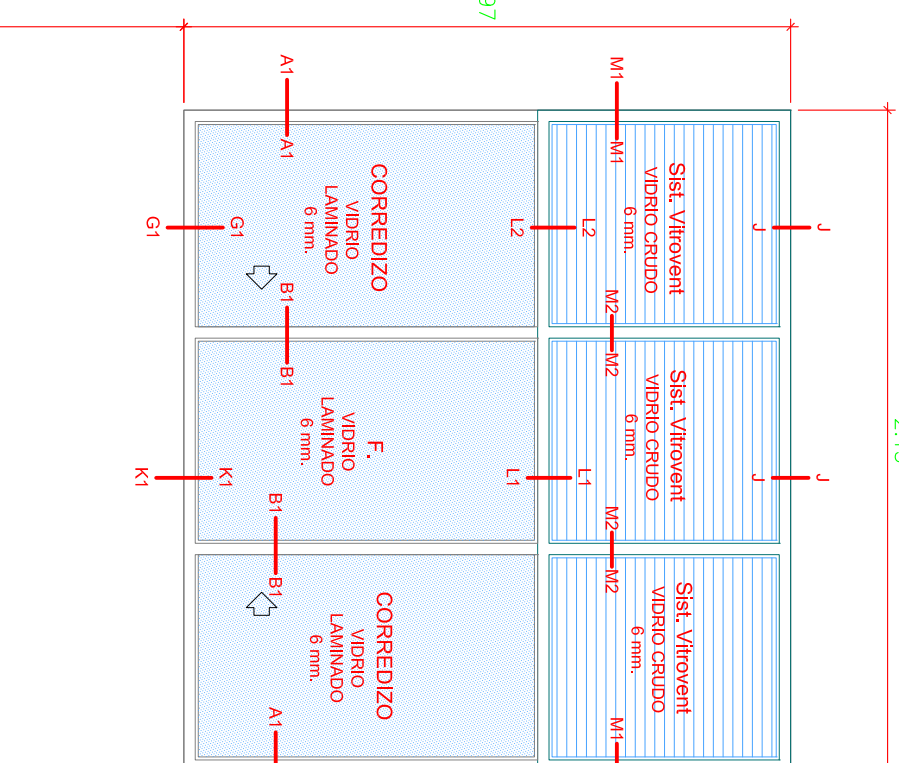 J
J
J
J
Sist. Vitrovent
VIDRIO CRUDO
6 mm.
Sist. Vitrovent
VIDRIO CRUDO
6 mm.
Sist. Vitrovent
VIDRIO CRUDO
6 mm.
M1
M1
M2
M2
M2
M2
M1
L2
L1
L2
L1
97
CORREDIZO
VIDRIO
LAMINADO
6 mm.
F.
VIDRIO
LAMINADO
6 mm.
CORREDIZO
VIDRIO
LAMINADO
6 mm.
A1
A1
B1
B1
B1
B1
A1
G1
K1
G1
K1